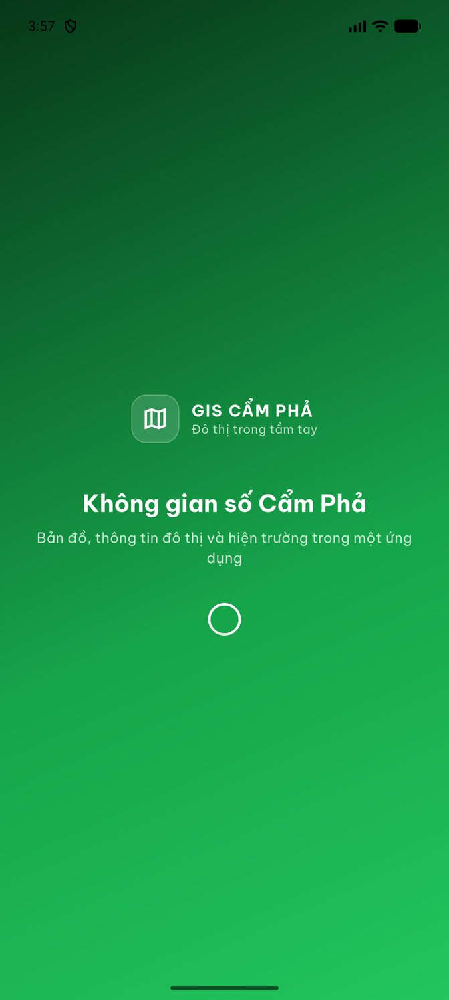 3:57
GIS CẨM PHẢ
Đô thị trong tầm tay
Không gian số Cẩm Phả
Bản đồ, thông tin đô thị và hiện trường trong một ứng
dụng